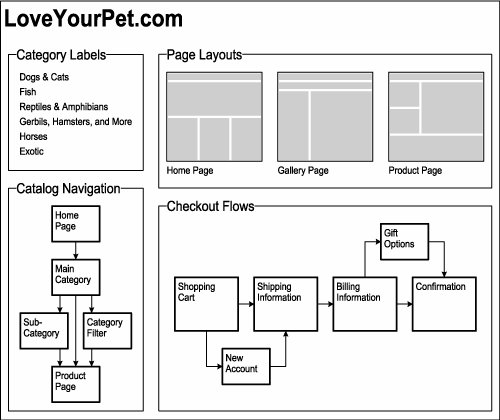 LoveYourPet.com
Category Labels
Dogs & Cats
Fish
Reptiles & Amphibians
Gerbils, Hamsters, and More
Horses
Exotic
Page Layouts
Home Page
Gallery Page
Product Page
Catalog Navigation
Home
Page
Main
Category
Sub-
Category
Category
Filter
Product
Page
Checkout Flows
Gift
Options
Shopping
Cart
Shipping
Information
Billing
Information
Confirmation
New
Account